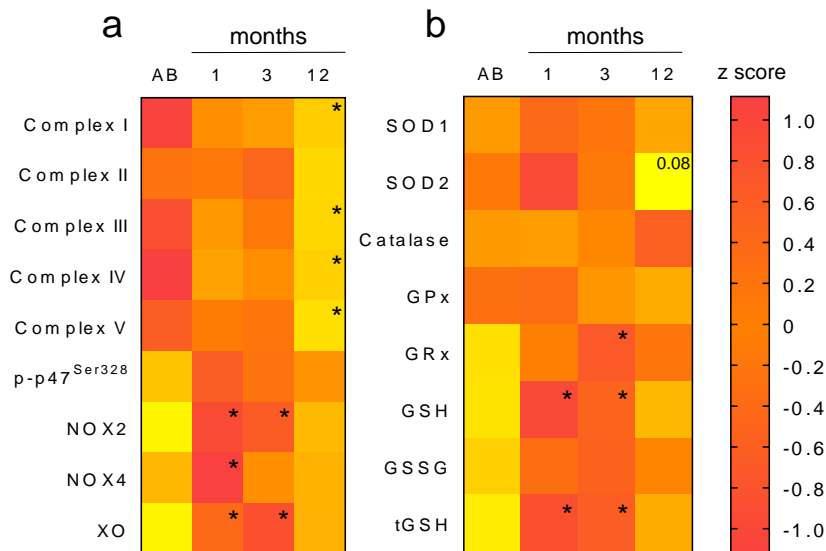 a
months
AB 1 3 12
Complex I *
Complex II
Complex III *
Complex IV *
Complex V *
p-p47Ser328
NOX2 * *
NOX4 *
XO * *
b
months
AB 1 3 12
SOD1
SOD2 0.08
Catalase
GPx
GRx *
GSH * *
GSSG
tGSH * *
z score
1.0
0.8
0.6
0.4
0.2
0
-0.2
-0.4
-0.6
-0.8
-1.0